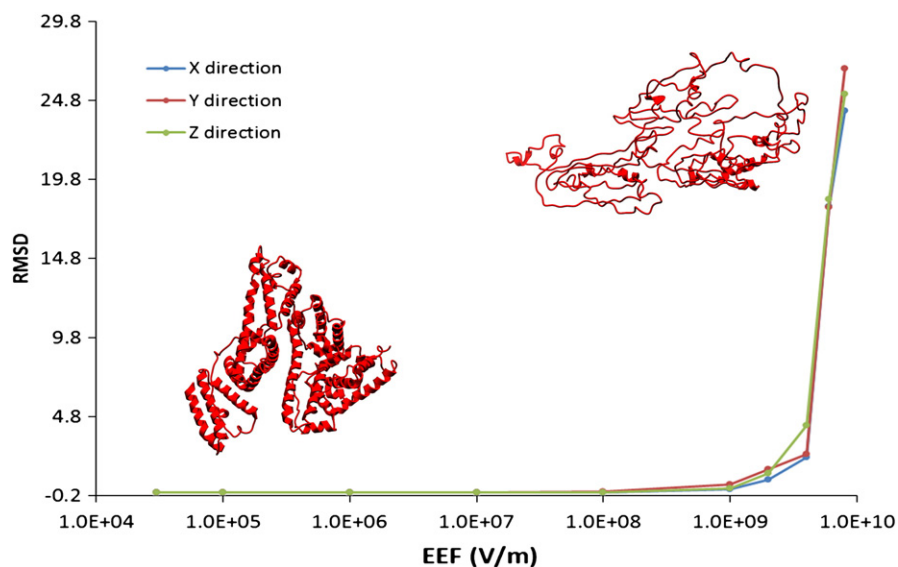 29.8
24.8
19.8
14.8
9.8
4.8
-0.2
RMSD
X direction
Y direction
Z direction
1.0E+04 1.0E+05 1.0E+06 1.0E+07 1.0E+08 1.0E+09 1.0E+10
EEF (V/m)